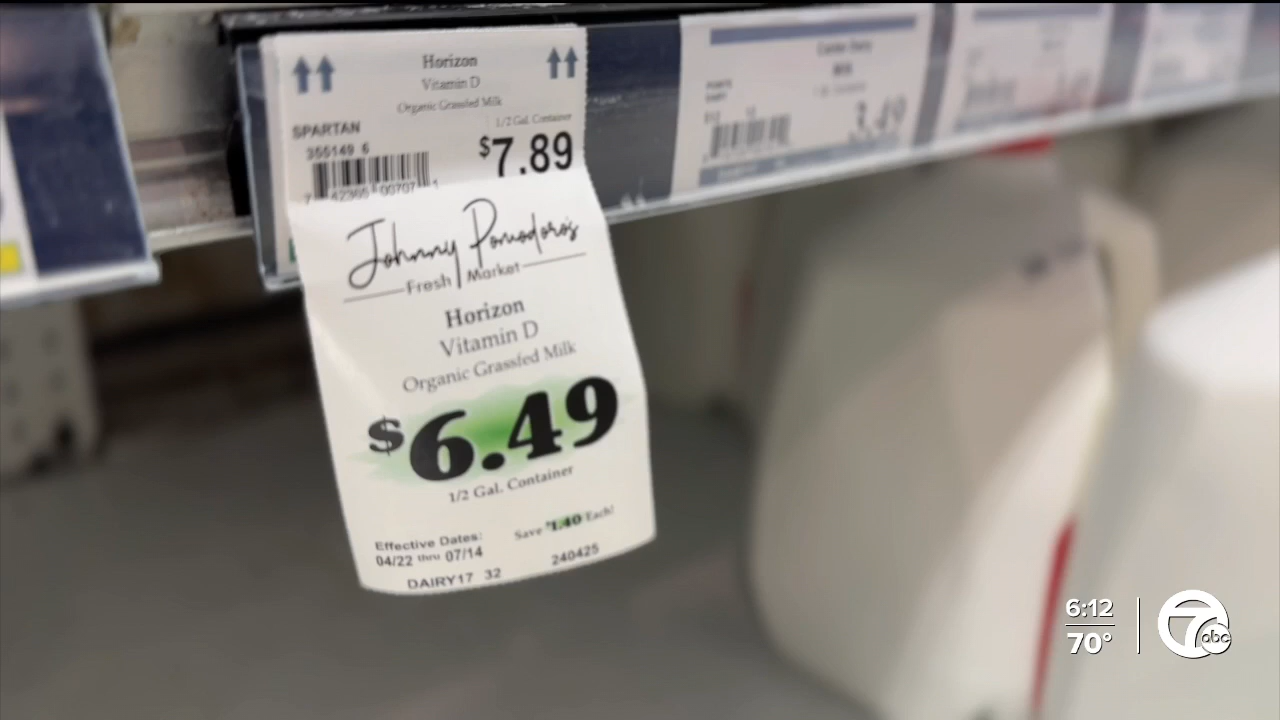 Horizon
Vitamin D
Organic Grassfed Milk
1/2 Gal. Container
SPARTAN
355149 6
$7.89
Johnny Pomodoro's
Fresh Market
Horizon
Vitamin D
Organic Grassfed Milk
$6.49
1/2 Gal. Container
Save $1.40 Each!
Effective Dates:
04/22 thru 07/14
DAIRY17 32
240425
3.49
6:12
70°
7 abc